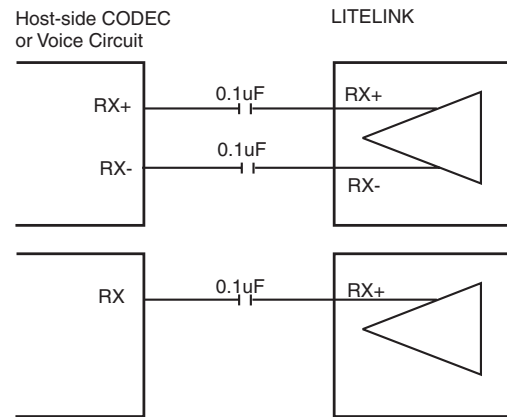 Host-side CODEC
or Voice Circuit
LITELINK
RX+
0.1uF
RX+
RX-
0.1uF
RX-
RX
0.1uF
RX+